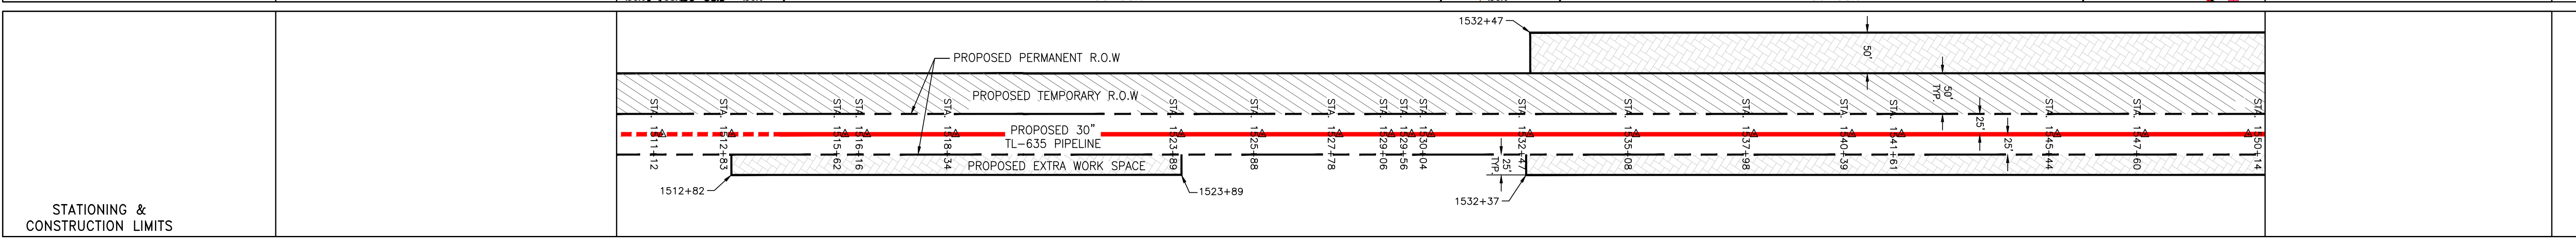 1532+47
50'
PROPOSED PERMANENT R.O.W
PROPOSED TEMPORARY R.O.W
50'
TYP.
STA. 1511+12
STA. 1512+83
STA. 1515+62
STA. 1516+16
STA. 1518+34
STA. 1523+89
STA. 1525+88
STA. 1527+78
STA. 1529+06
STA. 1529+56
STA. 1530+04
STA. 1532+47
STA. 1535+08
STA. 1537+98
STA. 1540+39
STA. 1541+61
STA. 1545+44
STA. 1547+60
STA. 1550+14
25'
25'
PROPOSED 30"
TL-635 PIPELINE
PROPOSED EXTRA WORK SPACE
25'
TYP.
1512+82
1523+89
1532+37
STATIONING &
CONSTRUCTION LIMITS